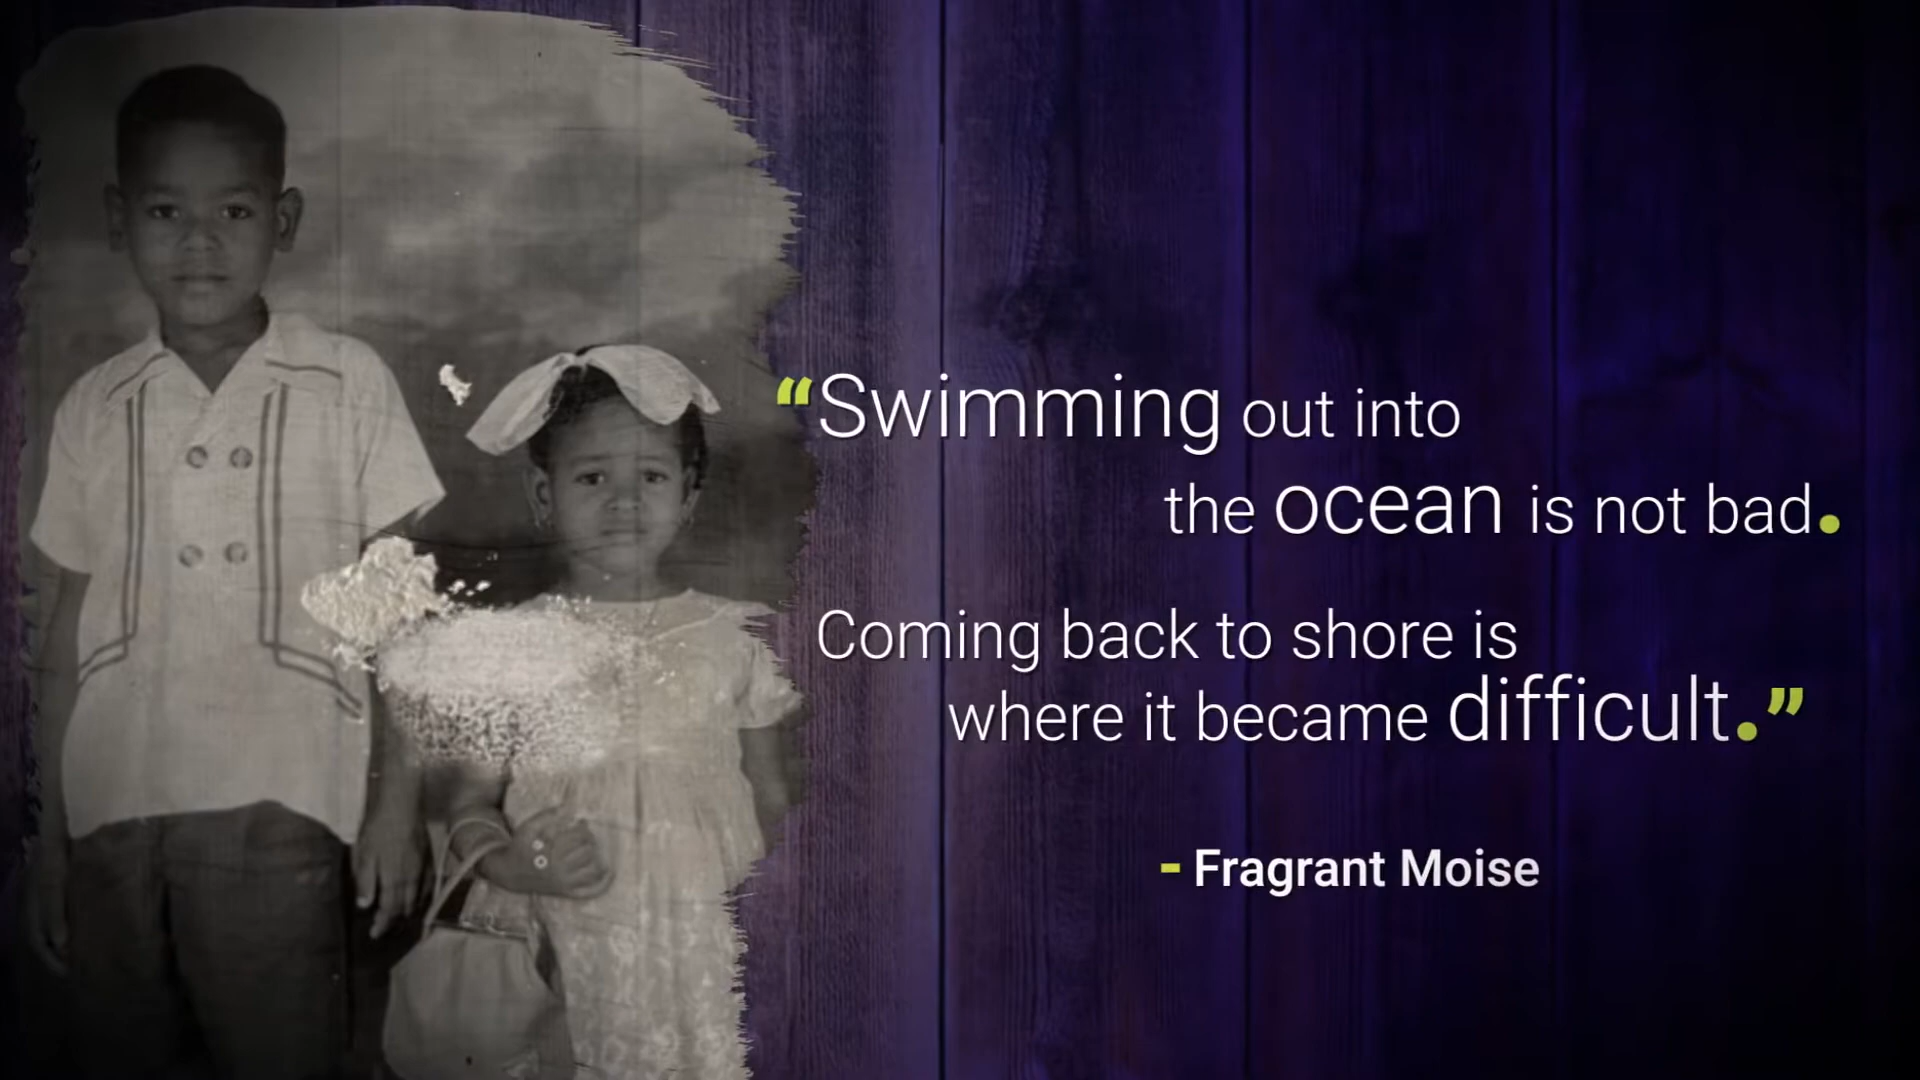 “Swimming out into
the ocean is not bad.
Coming back to shore is
where it became difficult.”
- Fragrant Moise